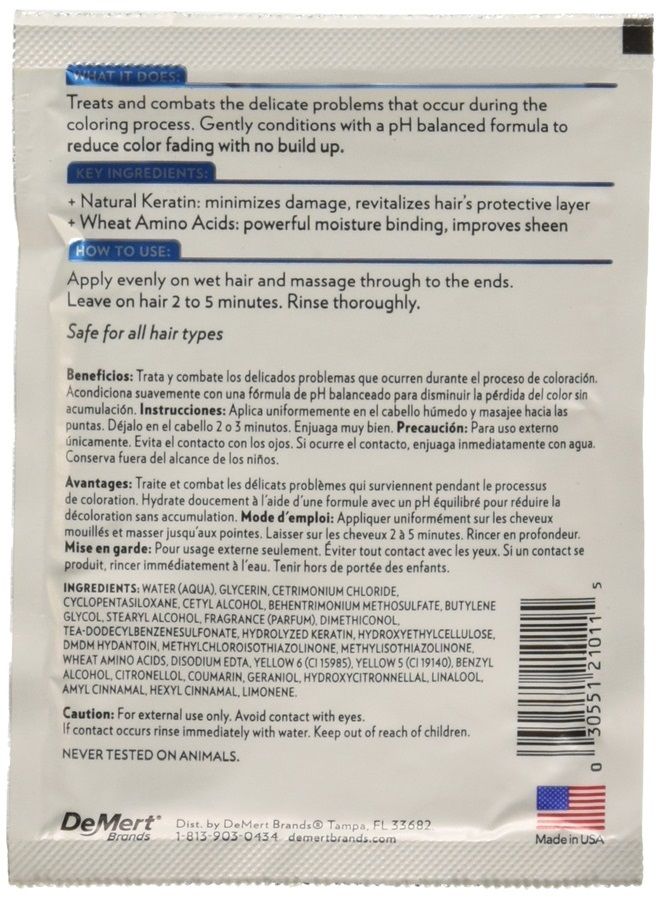 WHAT IT DOES:
Treats and combats the delicate problems that occur during the
coloring process. Gently conditions with a pH balanced formula to
reduce color fading with no build up.
KEY INGREDIENTS:
+ Natural Keratin: minimizes damage, revitalizes hair's protective layer
+ Wheat Amino Acids: powerful moisture binding, improves sheen
HOW TO USE:
Apply evenly on wet hair and massage through to the ends.
Leave on hair 2 to 5 minutes. Rinse thoroughly.
Safe for all hair types
Beneficios: Trata y combate los delicados problemas que ocurren durante el proceso de coloración.
Acondiciona suavemente con una fórmula de pH balanceado para disminuir la pérdida del color sin
acumulación. Instrucciones: Aplica uniformemente en el cabello húmedo y masajee hacia las
puntas. Déjalo en el cabello 2 o 3 minutos. Enjuaga muy bien. Precaución: Para uso externo
únicamente. Evita el contacto con los ojos. Si ocurre el contacto, enjuaga inmediatamente con agua.
Conserva fuera del alcance de los niños.
Avantages: Traite et combat les délicats problèmes qui surviennent pendant le processus
de coloration. Hydrate doucement à l'aide d'une formule avec un pH équilibré pour réduire la
décoloration sans accumulation. Mode d'emploi: Appliquer uniformément sur les cheveux
mouillés et masser jusqu'aux pointes. Laisser sur les cheveux 2 à 5 minutes. Rincer en profondeur.
Mise en garde: Pour usage externe seulement. Éviter tout contact avec les yeux. Si un contact se
produit, rincer immédiatement à l'eau. Tenir hors de portée des enfants.
INGREDIENTS: WATER (AQUA), GLYCERIN, CETRIMONIUM CHLORIDE,
CYCLOPENTASILOXANE, CETYL ALCOHOL, BEHENTRIMONIUM METHOSULFATE, BUTYLENE
GLYCOL, STEARYL ALCOHOL, FRAGRANCE (PARFUM), DIMETHICONOL,
TEA-DODECYLBENZENESULFONATE, HYDROLYZED KERATIN, HYDROXYETHYLCELLULOSE,
DMDM HYDANTOIN, METHYLCHLOROISOTHIAZOLINONE, METHYLISOTHIAZOLINONE,
WHEAT AMINO ACIDS, DISODIUM EDTA, YELLOW 6 (CI 15985), YELLOW 5 (CI 19140), BENZYL
ALCOHOL, CITRONELLOL, COUMARIN, GERANIOL, HYDROXYCITRONNELLAL, LINALOOL,
AMYL CINNAMAL, HEXYL CINNAMAL, LIMONENE.
Caution: For external use only. Avoid contact with eyes.
If contact occurs rinse immediately with water. Keep out of reach of children.
NEVER TESTED ON ANIMALS.
0 30551 21011 5
DeMert®
Brands
Dist. by DeMert Brands® Tampa, FL 33682
1-813-903-0434 demertbrands.com
Made in USA